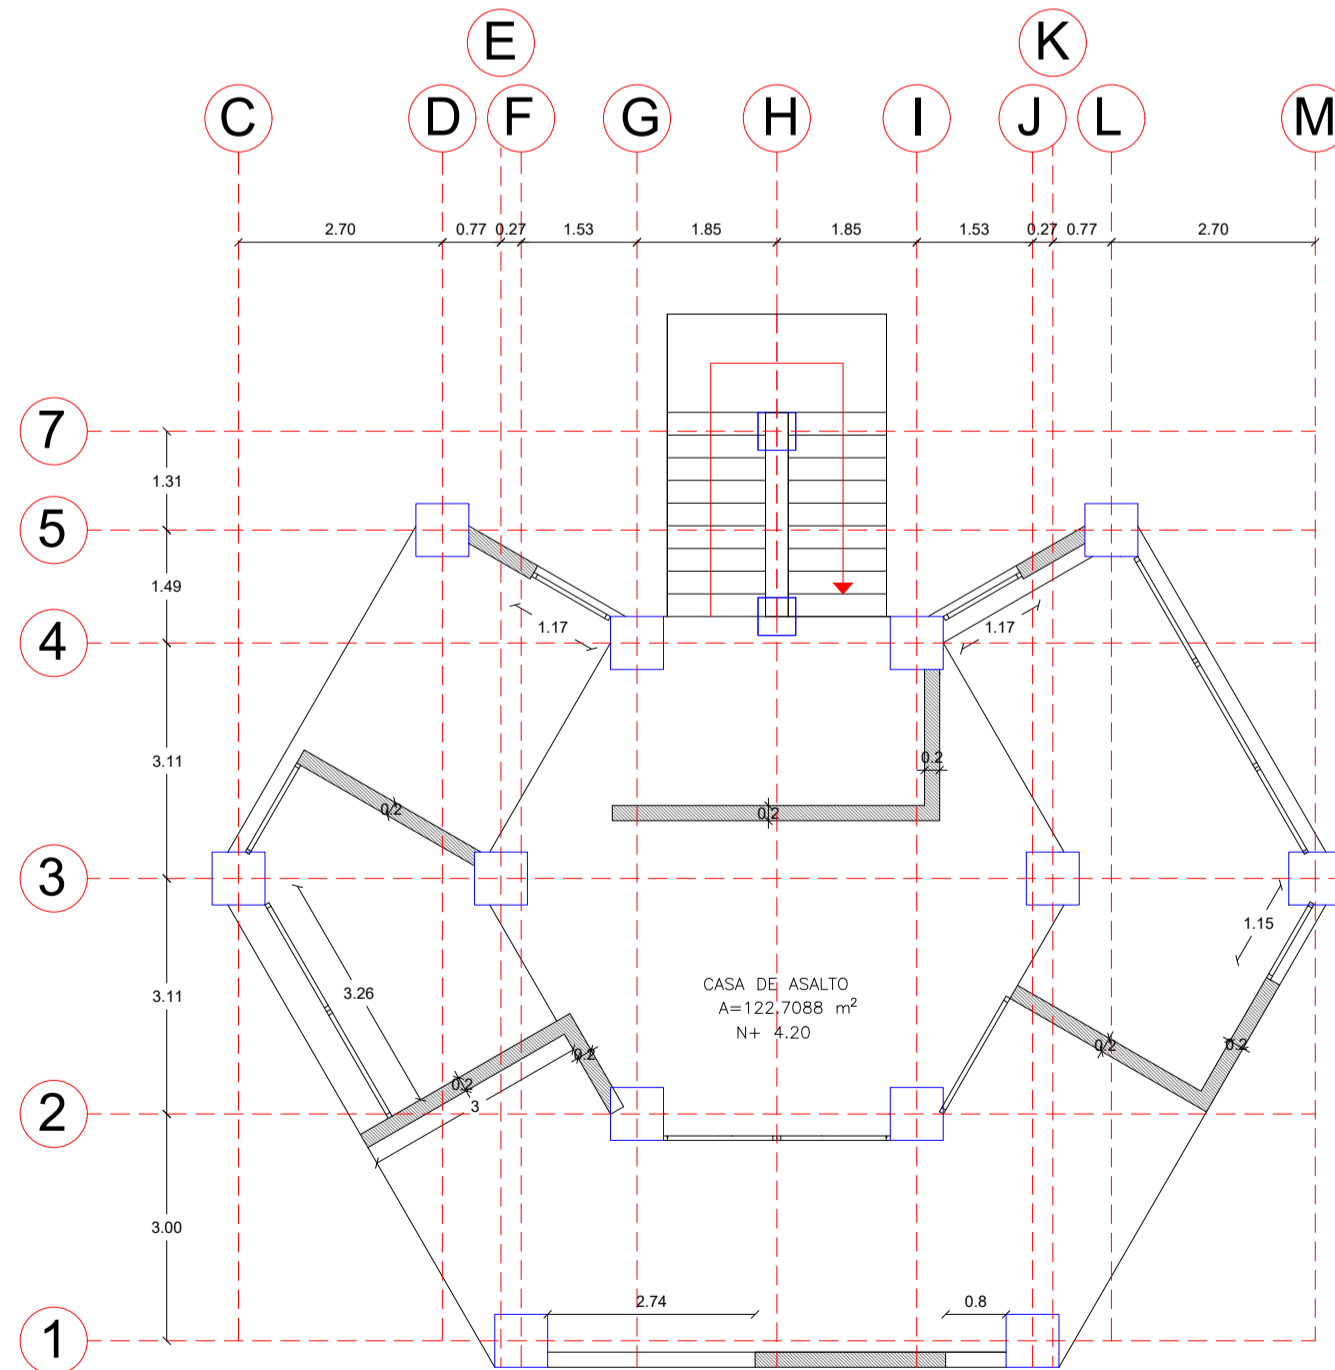 E K
C D F G H I J L M
2.70 0.77 0.27 1.53 1.85 1.85 1.53 0.27 0.77 2.70
7
1.31
5
1.49
1.17 1.17
4
3.11
0.2
0.2 0.2
3
1.15
3.11
3.26
CASA DE ASALTO
A=122.7088 m²
N+ 4.20
0.2 0.2 0.2
0.2
3
2
3.00
2.74 0.8
1